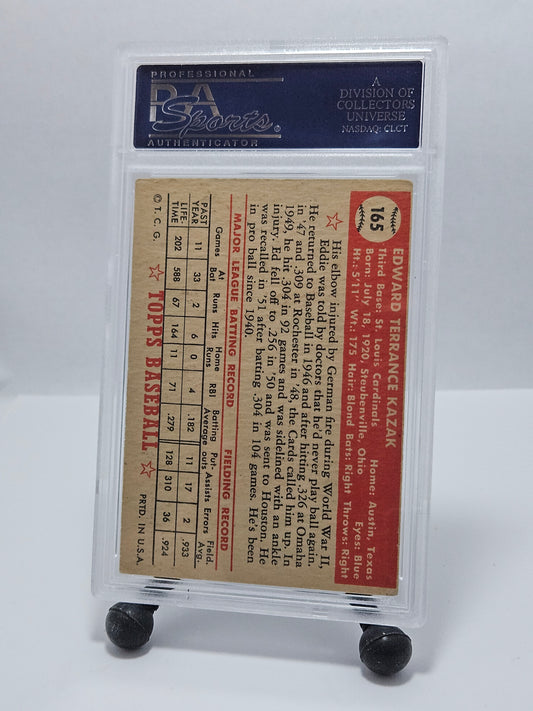 PROFESSIONAL
PSA
Sports®
AUTHENTICATOR
A
DIVISION OF
COLLECTORS
UNIVERSE
NASDAQ: CLCT
165
EDWARD TERRANCE KAZAK
Third Base: St. Louis Cardinals Home: Austin, Texas
Born: July 18, 1920, Steubenville, Ohio Eyes: Blue
Ht.: 5'11" Wt.: 175 Hair: Blond Bats: Right Throws: Right
His elbow injured by German fire during World War II,
Eddie was told by doctors that he'd never play ball again.
He returned to Baseball in 1946 and after hitting .326 at Omaha
in '47 and .309 at Rochester in '48, the Cards called him up. In
1949, he hit .304 in 92 games and was sidelined with an ankle
injury. Ed fell off to .256 in '50 and was sent to Houston. He
was recalled in '51 after batting .304 in 104 games. He's been
in pro ball since 1940.
MAJOR LEAGUE BATTING RECORD FIELDING RECORD
Games At Bat Runs Hits Home Runs RBI Batting Average Put-outs Assists Errors Field. Avg.
PAST YEAR 11 33 2 6 0 4 .182 11 17 2 .933
LIFE-TIME 202 588 67 164 11 71 .279 128 310 36 .924
© T. C. G. TOPPS BASEBALL PRTD. IN U.S.A.